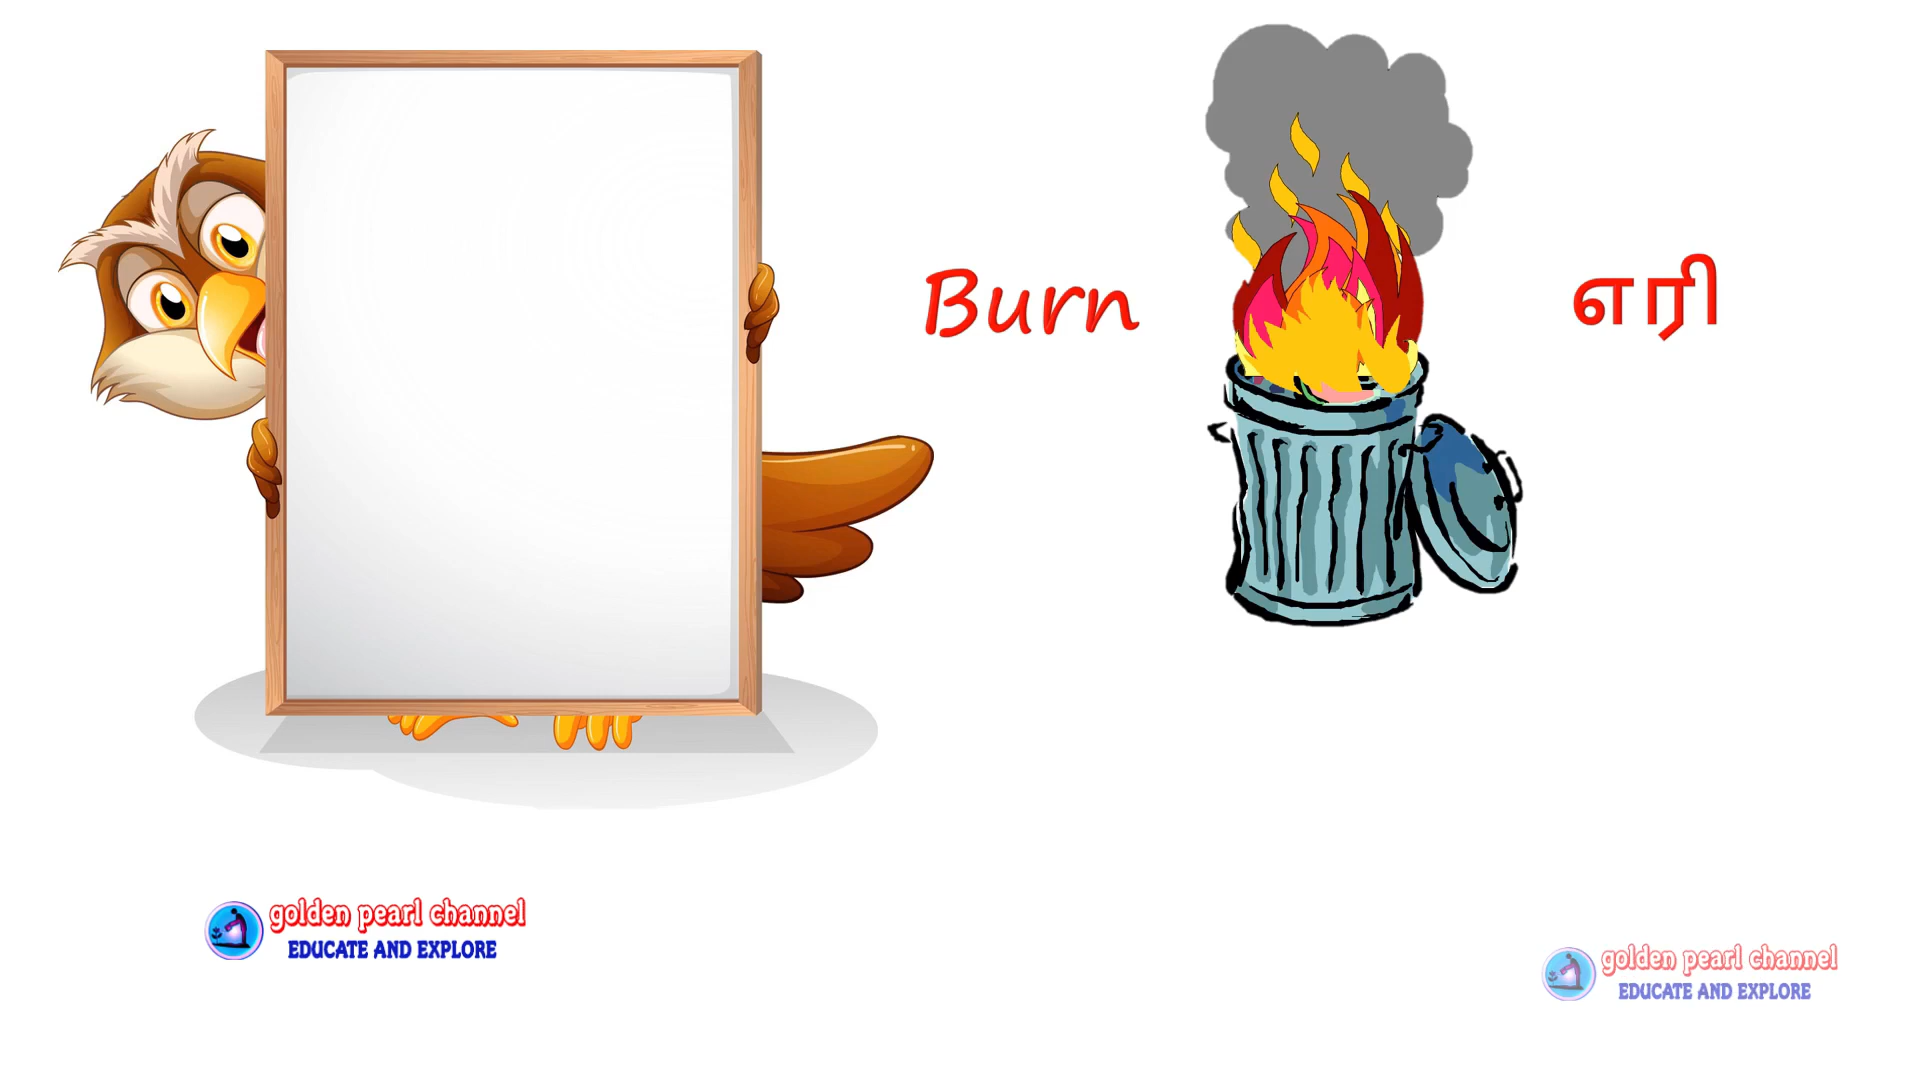 Burn
எரி
golden pearl channel
EDUCATE AND EXPLORE
golden pearl channel
EDUCATE AND EXPLORE